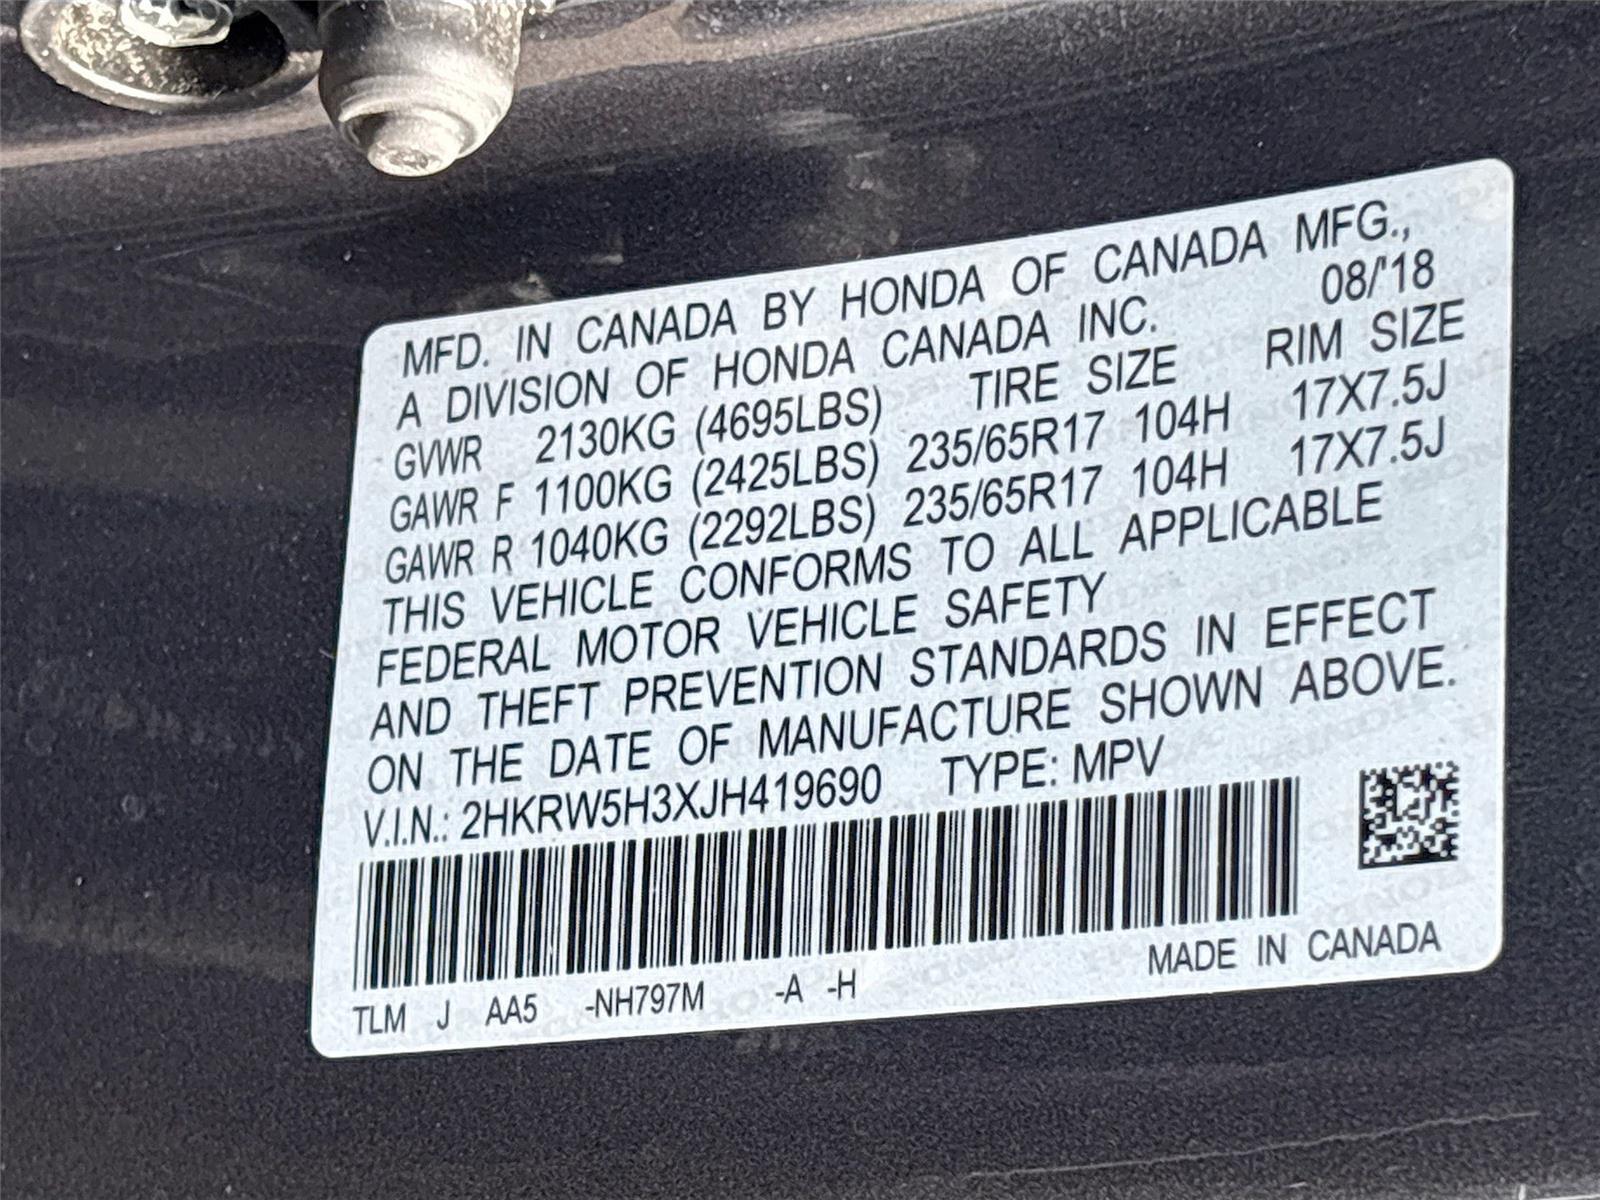 MFD. IN CANADA BY HONDA OF CANADA MFG.,
A DIVISION OF HONDA CANADA INC. 08/'18
GVWR 2130KG (4695LBS) TIRE SIZE RIM SIZE
GAWR F 1100KG (2425LBS) 235/65R17 104H 17X7.5J
GAWR R 1040KG (2292LBS) 235/65R17 104H 17X7.5J
THIS VEHICLE CONFORMS TO ALL APPLICABLE
FEDERAL MOTOR VEHICLE SAFETY
AND THEFT PREVENTION STANDARDS IN EFFECT
ON THE DATE OF MANUFACTURE SHOWN ABOVE.
V.I.N.: 2HKRW5H3XJH419690 TYPE: MPV
TLM J AA5 -NH797M -A -H MADE IN CANADA